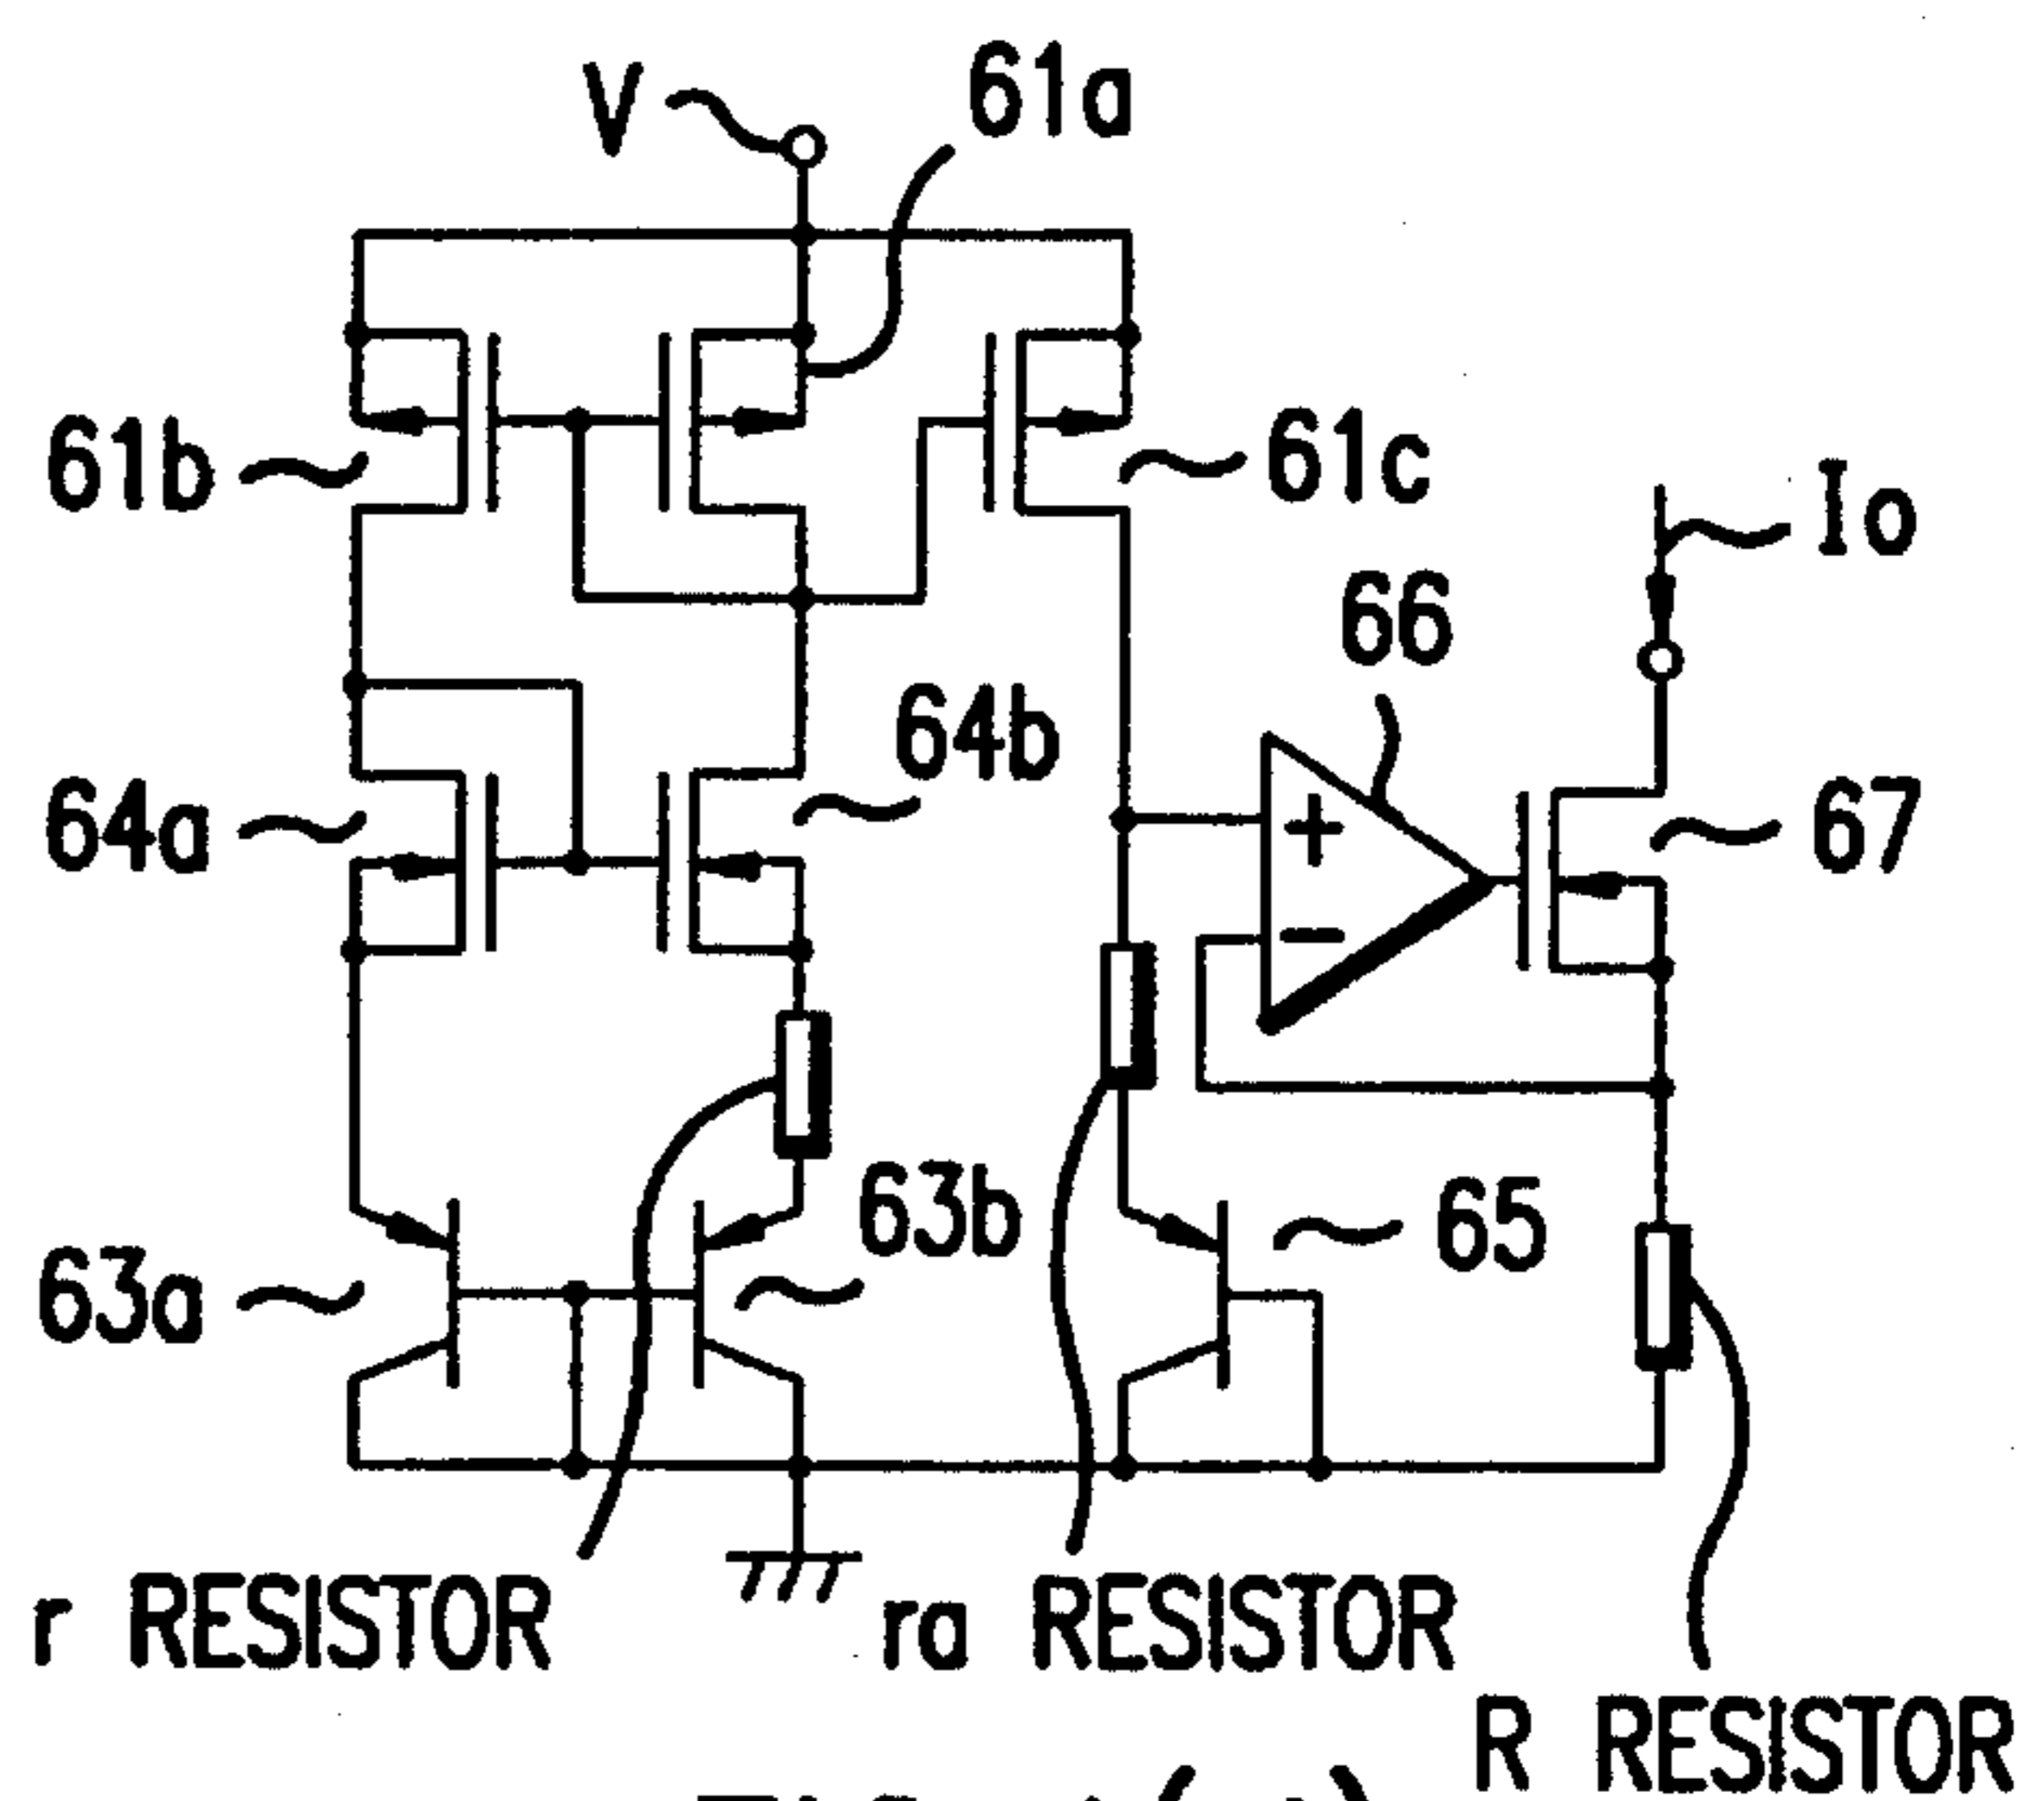 V
61a
61b
61c
Io
66
64b
64a
67
63b
65
63a
+
−
r RESISTOR
ra RESISTOR
R RESISTOR